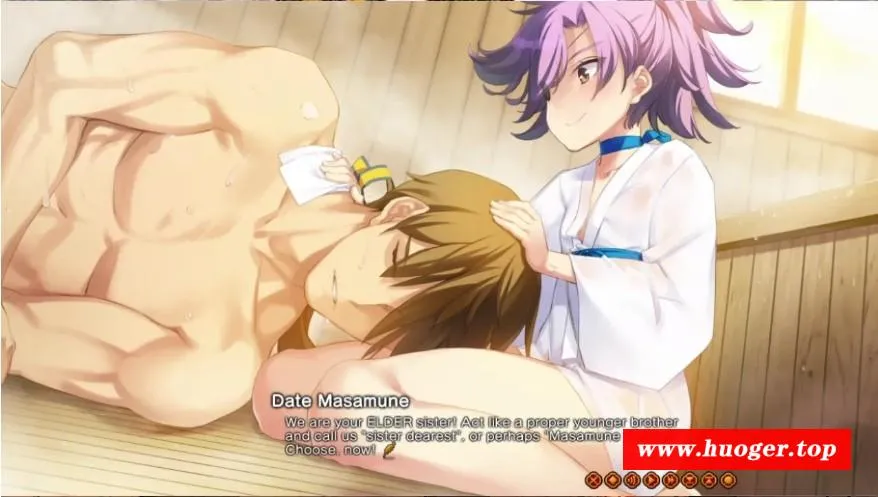 Date Masamune
We are your ELDER sister! Act like a proper younger brother
and call us "sister dearest", or perhaps "Masamune
Choose, now!
www.huoger.top